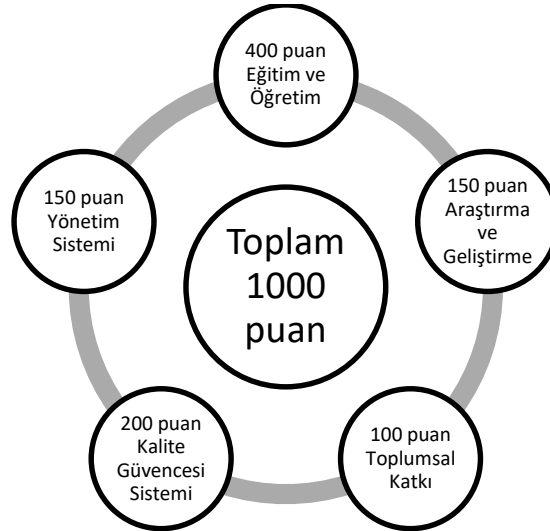 400 puan
Eğitim ve
Öğretim
150 puan
Araştırma
ve
Geliştirme
100 puan
Toplumsal
Katkı
200 puan
Kalite
Güvencesi
Sistemi
150 puan
Yönetim
Sistemi
Toplam
1000
puan